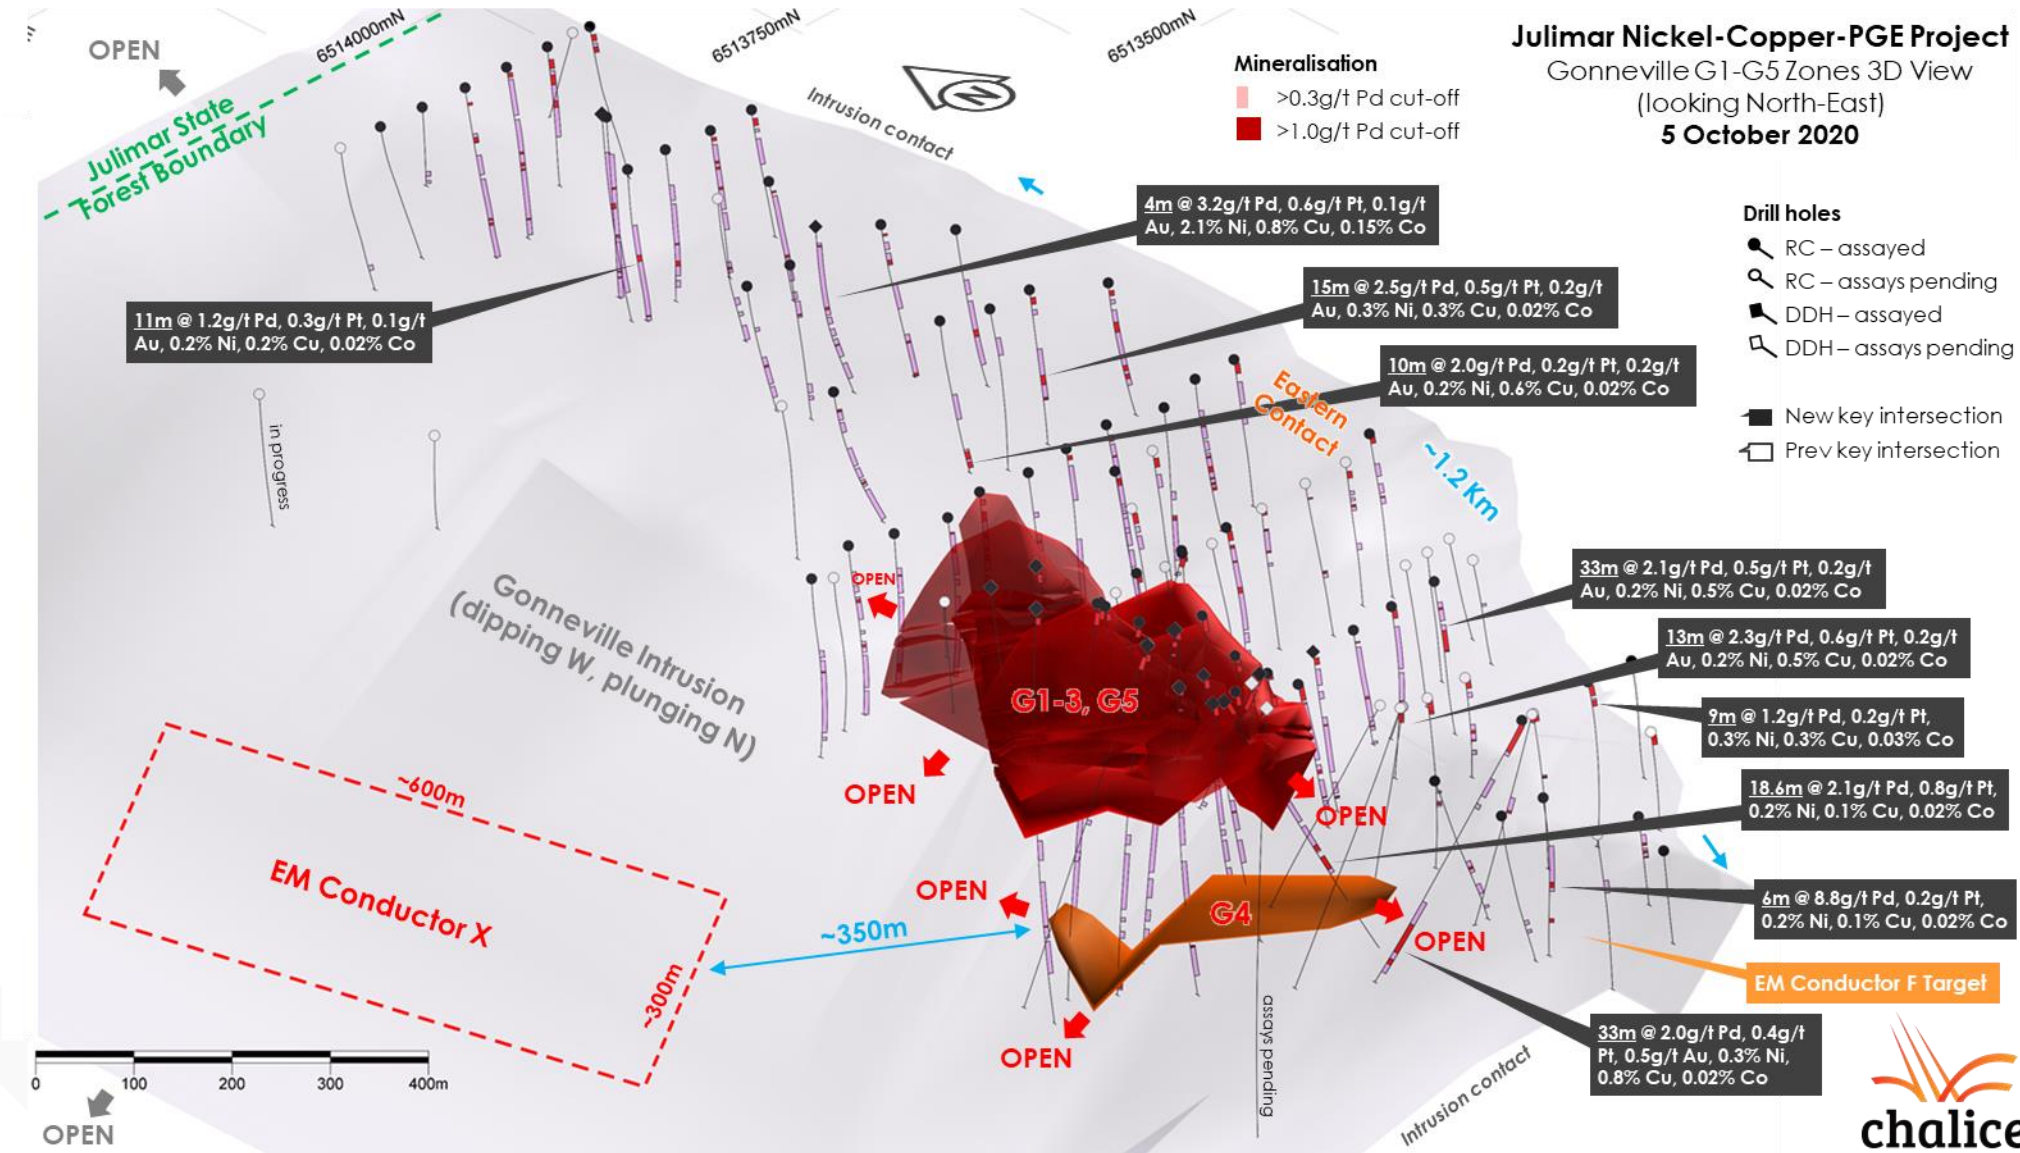 6514000mN
6513750mN
6513500mN
Julimar Nickel-Copper-PGE Project
Gonneville G1-G5 Zones 3D View
(looking North-East)
5 October 2020
OPEN
Julimar State
Forest Boundary
Intrusion contact
N
Mineralisation
>0.3g/t Pd cut-off
>1.0g/t Pd cut-off
Drill holes
RC – assayed
RC – assays pending
DDH – assayed
DDH – assays pending
New key intersection
Prev key intersection
4m @ 3.2g/t Pd, 0.6g/t Pt, 0.1g/t
Au, 2.1% Ni, 0.8% Cu, 0.15% Co
15m @ 2.5g/t Pd, 0.5g/t Pt, 0.2g/t
Au, 0.3% Ni, 0.3% Cu, 0.02% Co
11m @ 1.2g/t Pd, 0.3g/t Pt, 0.1g/t
Au, 0.2% Ni, 0.2% Cu, 0.02% Co
10m @ 2.0g/t Pd, 0.2g/t Pt, 0.2g/t
Au, 0.2% Ni, 0.6% Cu, 0.02% Co
Eastern
Contact
~1.2 Km
in progress
33m @ 2.1g/t Pd, 0.5g/t Pt, 0.2g/t
Au, 0.2% Ni, 0.5% Cu, 0.02% Co
Gonneville Intrusion
(dipping W, plunging N)
OPEN
13m @ 2.3g/t Pd, 0.6g/t Pt, 0.2g/t
Au, 0.2% Ni, 0.5% Cu, 0.02% Co
G1-3, G5
9m @ 1.2g/t Pd, 0.2g/t Pt,
0.3% Ni, 0.3% Cu, 0.03% Co
OPEN
OPEN
18.6m @ 2.1g/t Pd, 0.8g/t Pt,
0.2% Ni, 0.1% Cu, 0.02% Co
~600m
EM Conductor X
~300m
OPEN
~350m
G4
OPEN
6m @ 8.8g/t Pd, 0.2g/t Pt,
0.2% Ni, 0.1% Cu, 0.02% Co
EM Conductor F Target
OPEN
assays pending
33m @ 2.0g/t Pd, 0.4g/t
Pt, 0.5g/t Au, 0.3% Ni,
0.8% Cu, 0.02% Co
Intrusion contact
0 100 200 300 400m
OPEN
chalice